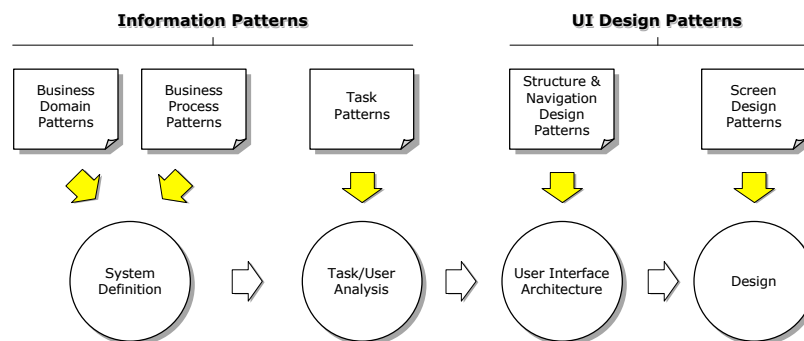 Information Patterns
UI Design Patterns
Business
Domain
Patterns
Business
Process
Patterns
Task
Patterns
Structure &
Navigation
Design
Patterns
Screen
Design
Patterns
System
Definition
Task/User
Analysis
User Interface
Architecture
Design